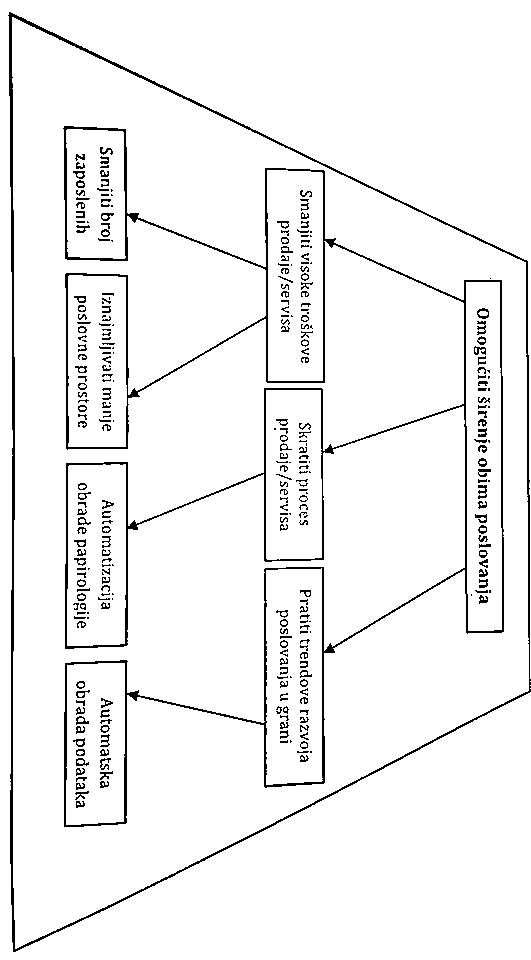 Omogućiti širenje obima poslovanja
Smanjiti visoke troškove
prodaje/servisa
Skratiti proces
prodaje/servisa
Pratiti trendove razvoja
poslovanja u grani
Smanjiti broj
zaposlenih
Iznajmljivati manje
poslovne prostore
Automatizacija
obrade papirologije
Automatska
obrada podataka